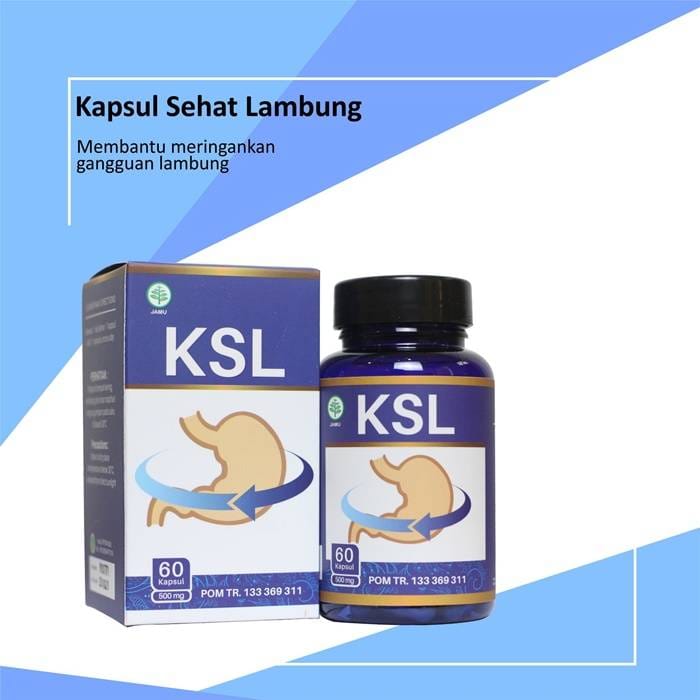 Kapsul Sehat Lambung
Membantu meringankan
gangguan lambung
JAMU
KSL
60
Kapsul
500 mg
POM TR. 133 369 311
JAMU
KSL
60
Kapsul
500 mg
POM TR. 133 369 311